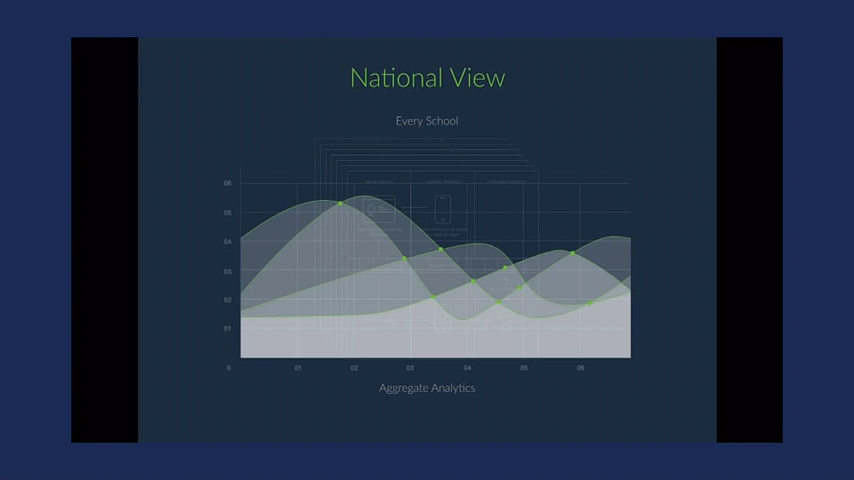 National View
Every School
06
05
04
03
02
01
0 01 02 03 04 05 06
Aggregate Analytics